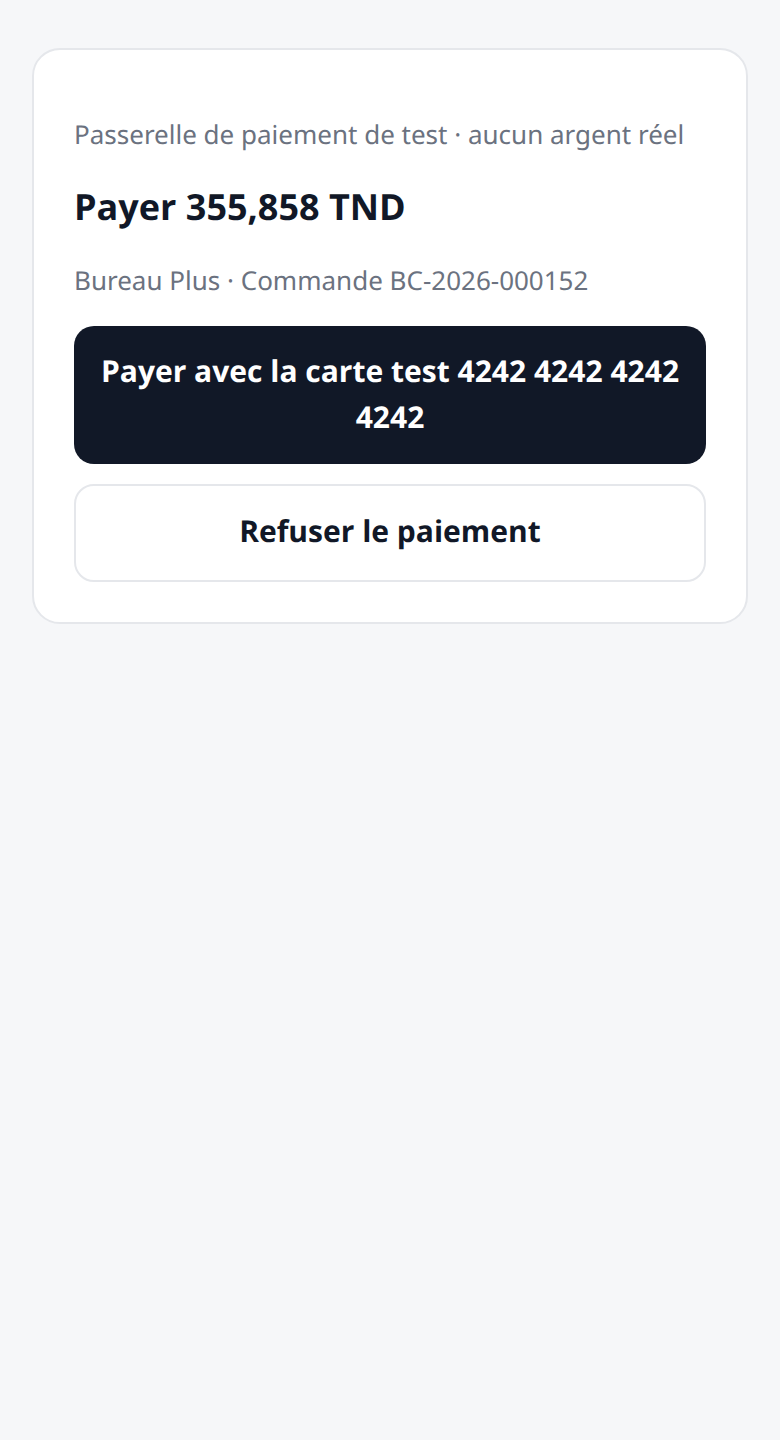 Passerelle de paiement de test · aucun argent réel
Payer 355,858 TND
Bureau Plus · Commande BC-2026-000152
Payer avec la carte test 4242 4242 4242
4242
Refuser le paiement